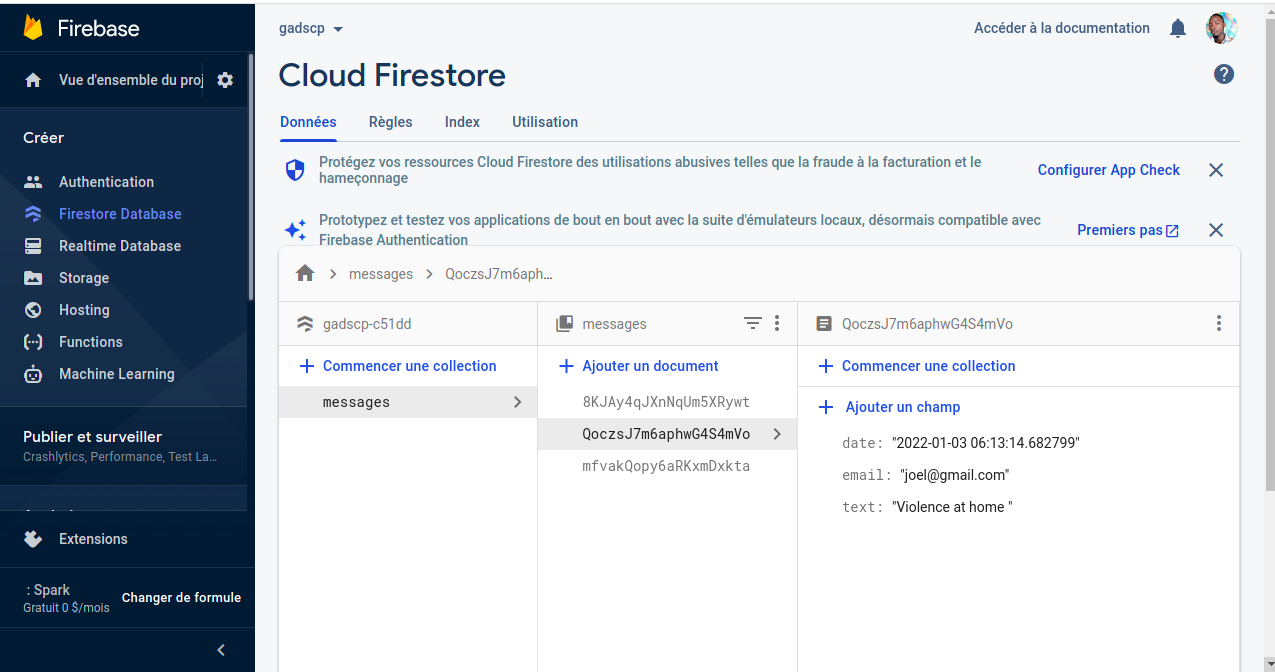 Firebase
Vue d'ensemble du proj
Créer
Authentication
Firestore Database
Realtime Database
Storage
Hosting
Functions
Machine Learning
Publier et surveiller
Crashlytics, Performance, Test La...
Extensions
: Spark
Gratuit 0 $/mois
Changer de formule
gadscp
Accéder à la documentation
Cloud Firestore
Données Règles Index Utilisation
Protégez vos ressources Cloud Firestore des utilisations abusives telles que la fraude à la facturation et le
hameçonnage
Configurer App Check
Prototypez et testez vos applications de bout en bout avec la suite d'émulateurs locaux, désormais compatible avec
Firebase Authentication
Premiers pas
messages > QoczsJ7m6aph...
gadscp-c51dd
Commencer une collection
messages
messages
Ajouter un document
8KJAy4qJXnNqUm5XRywt
QoczsJ7m6aphwG4S4mVo
mfvakQopy6aRKxmDxkta
QoczsJ7m6aphwG4S4mVo
Commencer une collection
Ajouter un champ
date: "2022-01-03 06:13:14.682799"
email: "joel@gmail.com"
text: "Violence at home "